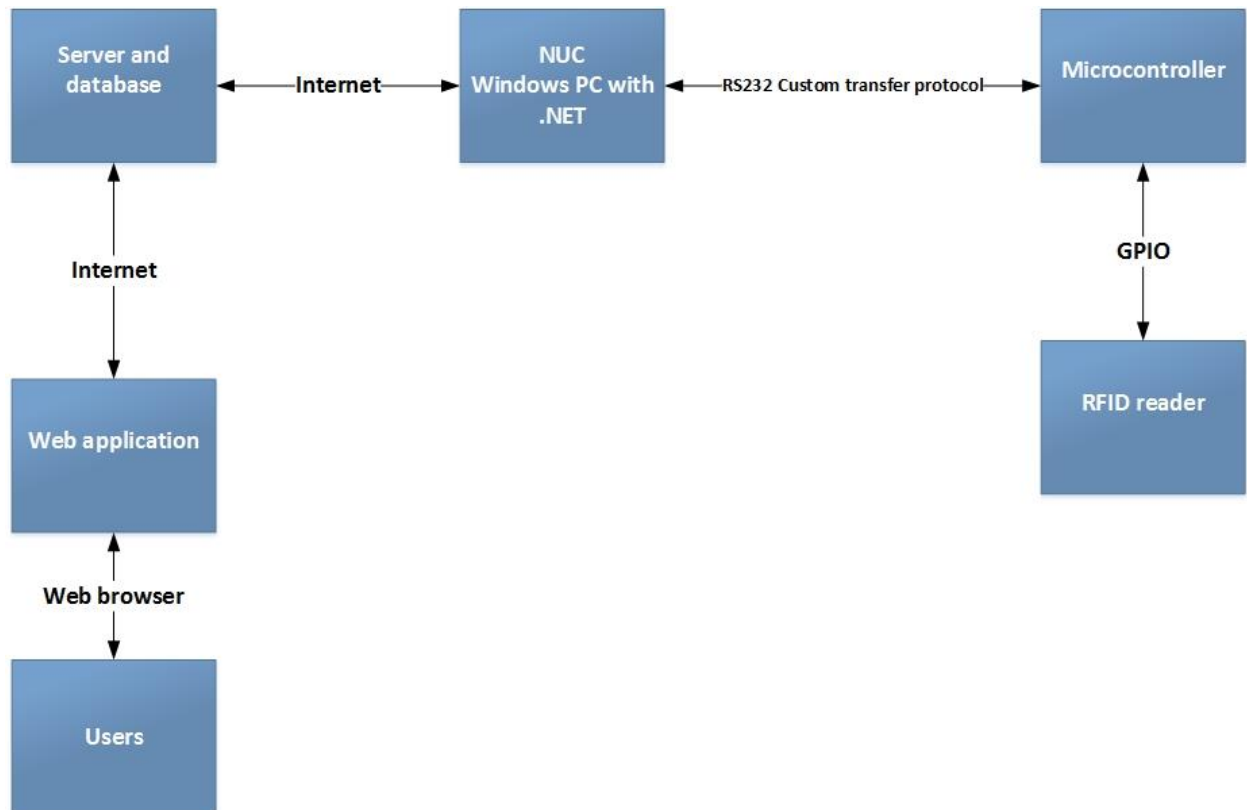 Server and
database
Internet
NUC
Windows PC with
.NET
RS232 Custom transfer protocol
Microcontroller
Internet
GPIO
Web application
RFID reader
Web browser
Users